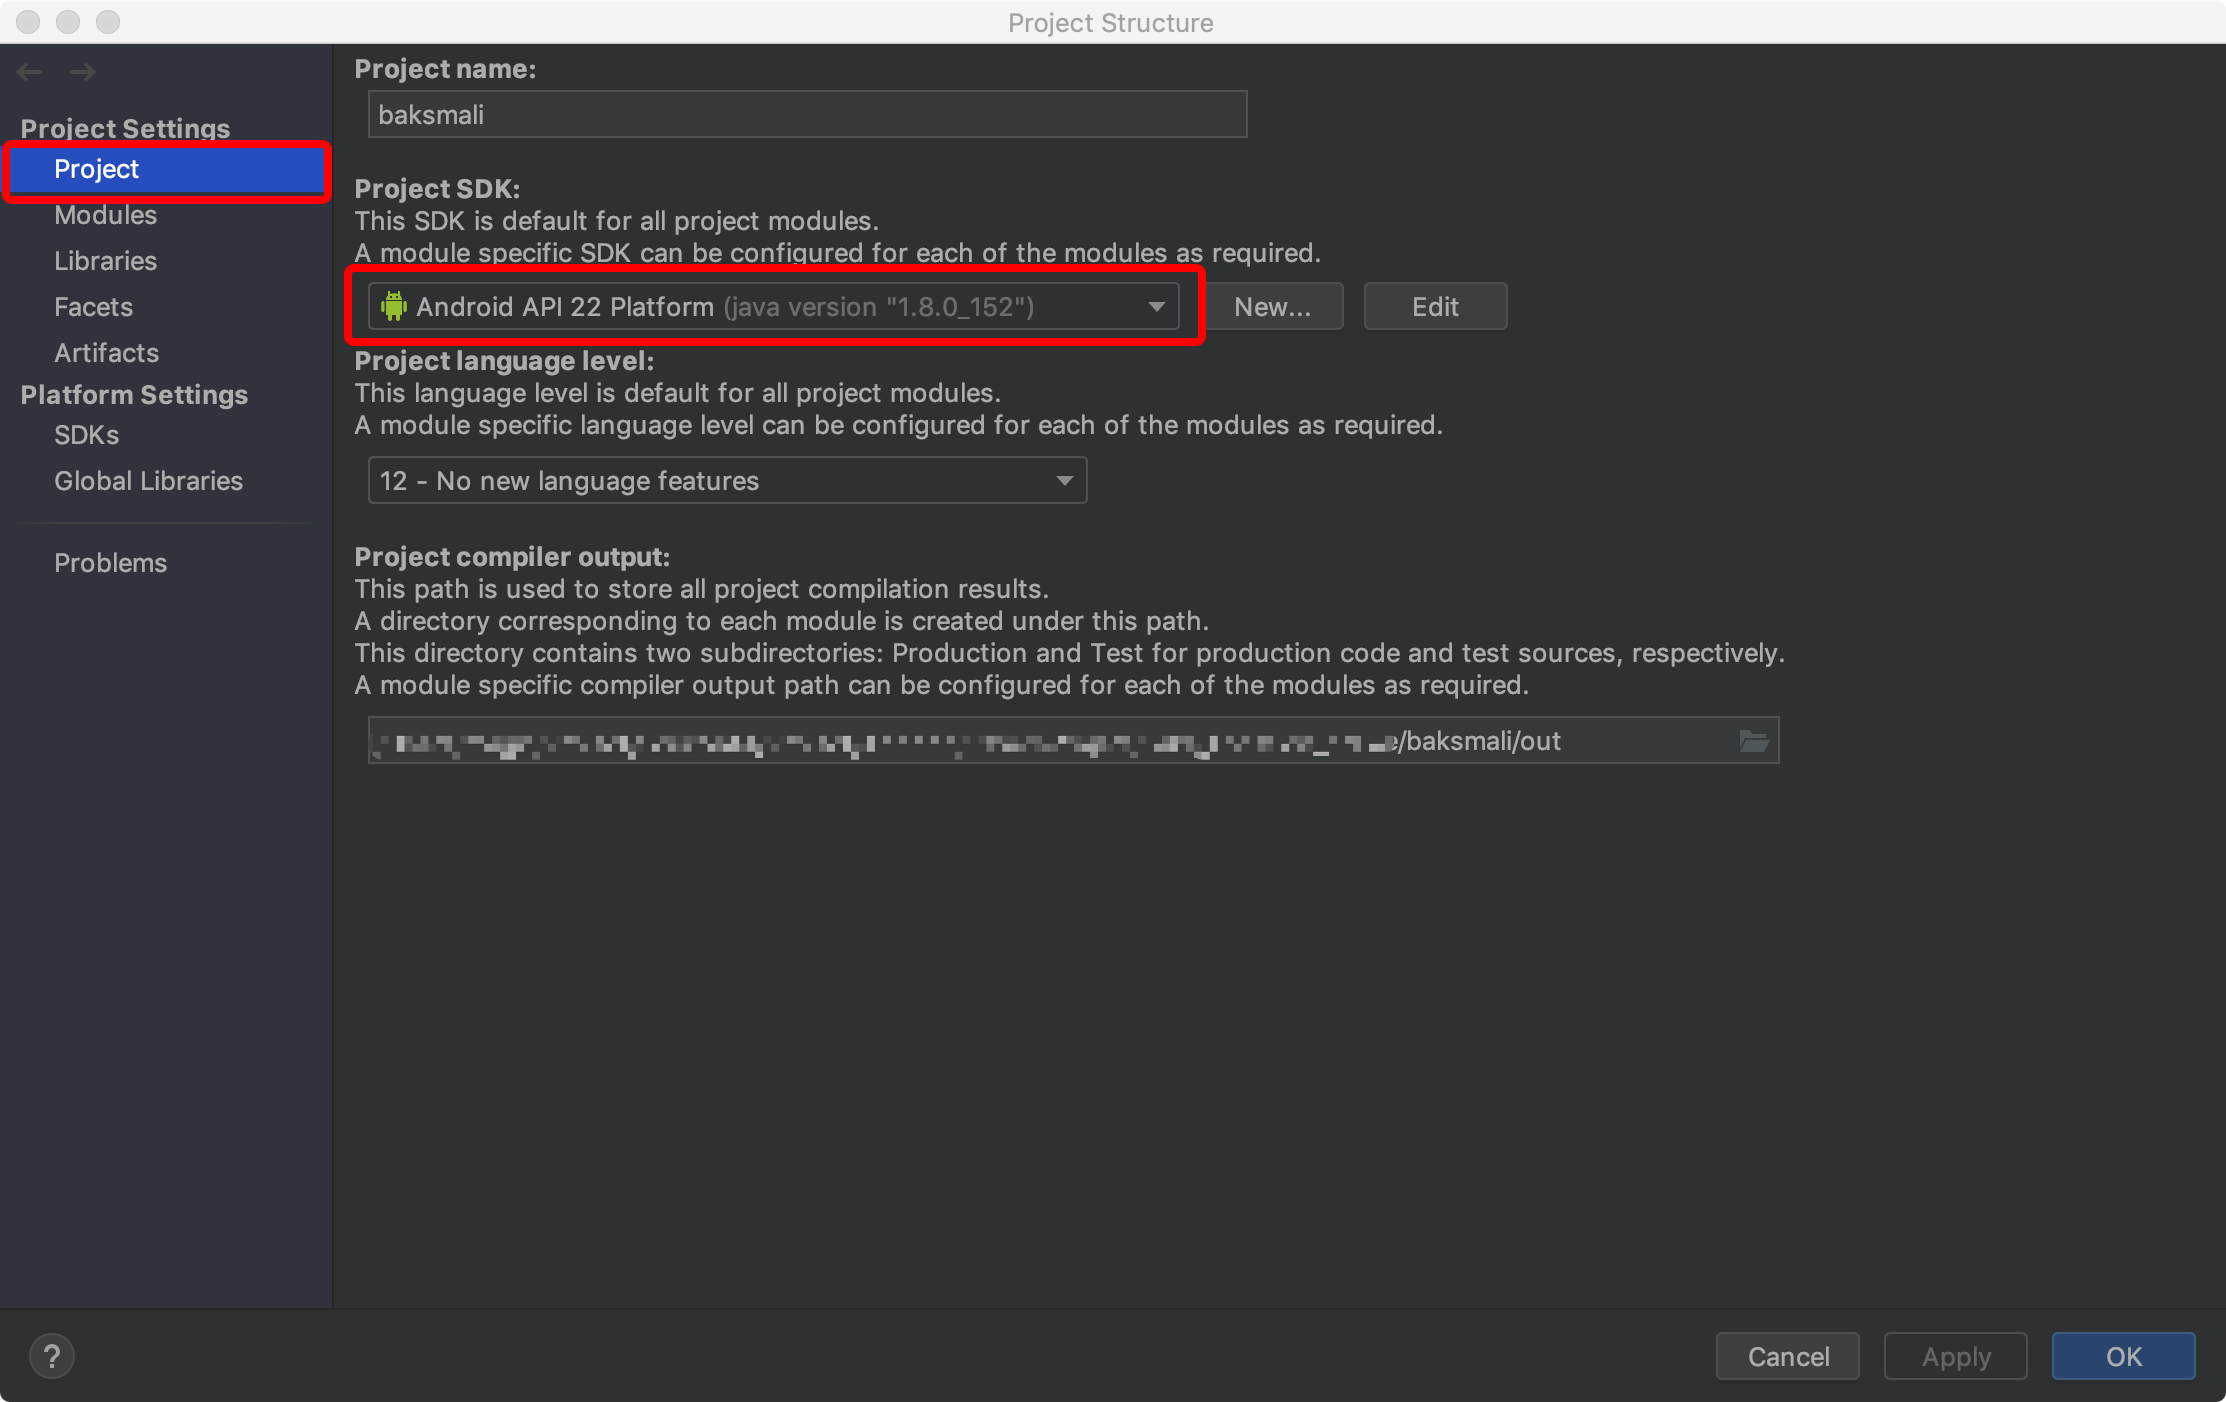 Project Structure
Project Settings
Project
Modules
Libraries
Facets
Artifacts
Platform Settings
SDKs
Global Libraries
Problems
Project name:
baksmali
Project SDK:
This SDK is default for all project modules.
A module specific SDK can be configured for each of the modules as required.
Android API 22 Platform (java version "1.8.0_152") New... Edit
Project language level:
This language level is default for all project modules.
A module specific language level can be configured for each of the modules as required.
12 - No new language features
Project compiler output:
This path is used to store all project compilation results.
A directory corresponding to each module is created under this path.
This directory contains two subdirectories: Production and Test for production code and test sources, respectively.
A module specific compiler output path can be configured for each of the modules as required.
/baksmali/out
? Cancel Apply OK